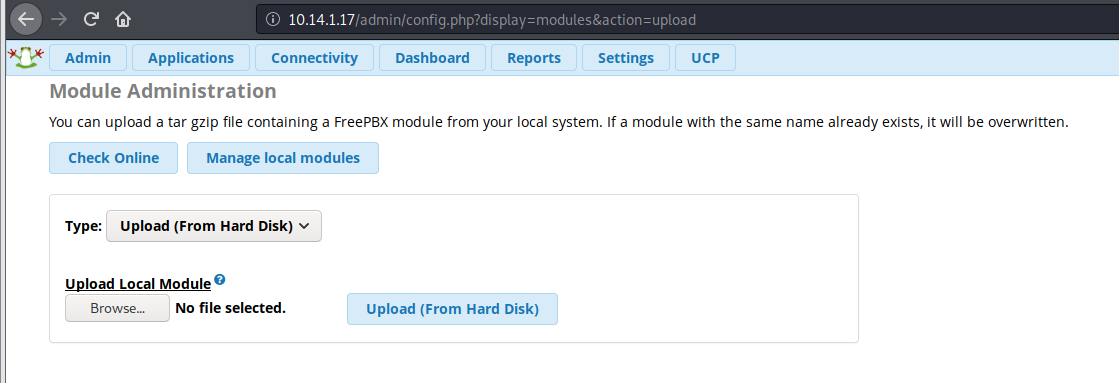 10.14.1.17/admin/config.php?display=modules&action=upload
Admin Applications Connectivity Dashboard Reports Settings UCP
Module Administration
You can upload a tar gzip file containing a FreePBX module from your local system. If a module with the same name already exists, it will be overwritten.
Check Online Manage local modules
Type: Upload (From Hard Disk)
Upload Local Module ?
Browse... No file selected. Upload (From Hard Disk)